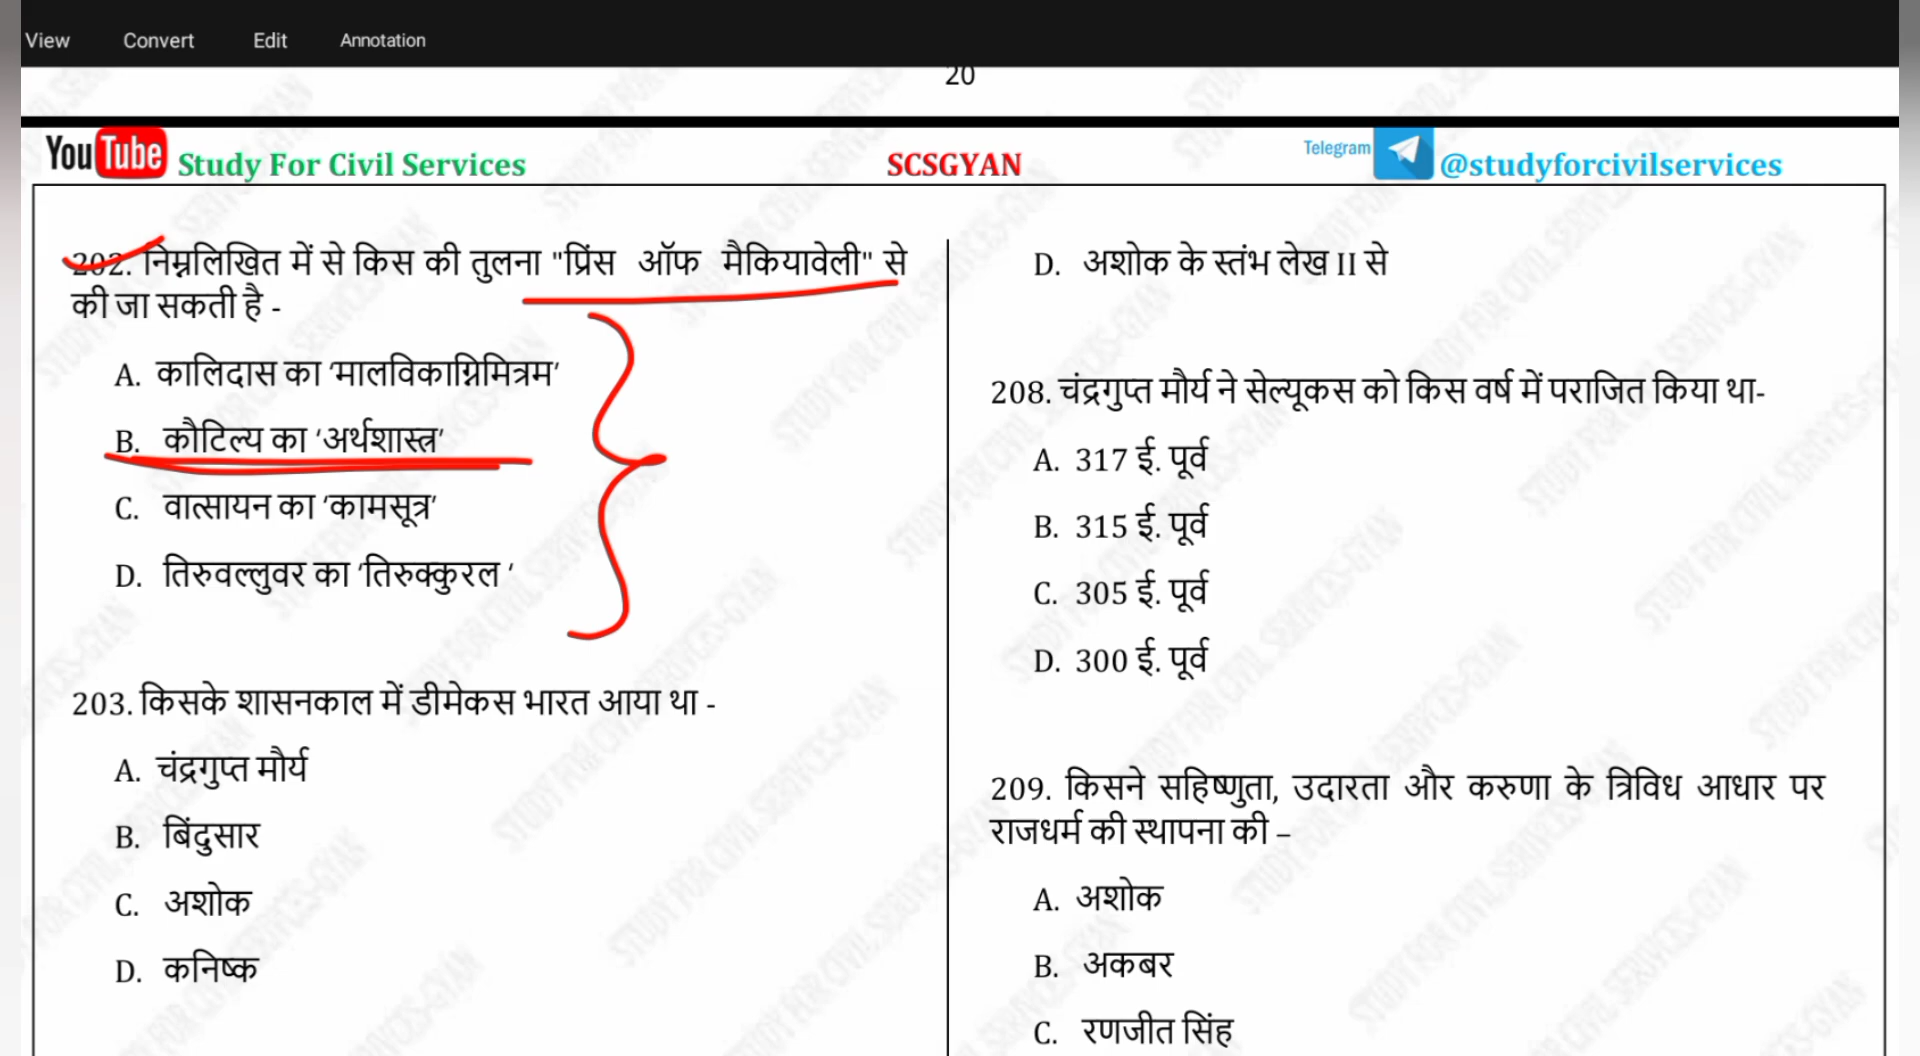 View Convert Edit Annotation
20
YouTube Study For Civil Services SCSGYAN Telegram @studyforcivilservices
202. निम्नलिखित में से किस की तुलना "प्रिंस ऑफ मैकियावेली" से
की जा सकती है -
A. कालिदास का ‘मालविकाग्निमित्रम’
B. कौटिल्य का ‘अर्थशास्त्र’
C. वात्सायन का ‘कामसूत्र’
D. तिरुवल्लुवर का ‘तिरुक्कुरल ‘
203. किसके शासनकाल में डीमेकस भारत आया था -
A. चंद्रगुप्त मौर्य
B. बिंदुसार
C. अशोक
D. कनिष्क
D. अशोक के स्तंभ लेख II से
208. चंद्रगुप्त मौर्य ने सेल्यूकस को किस वर्ष में पराजित किया था-
A. 317 ई. पूर्व
B. 315 ई. पूर्व
C. 305 ई. पूर्व
D. 300 ई. पूर्व
209. किसने सहिष्णुता, उदारता और करुणा के त्रिविध आधार पर
राजधर्म की स्थापना की –
A. अशोक
B. अकबर
C. रणजीत सिंह